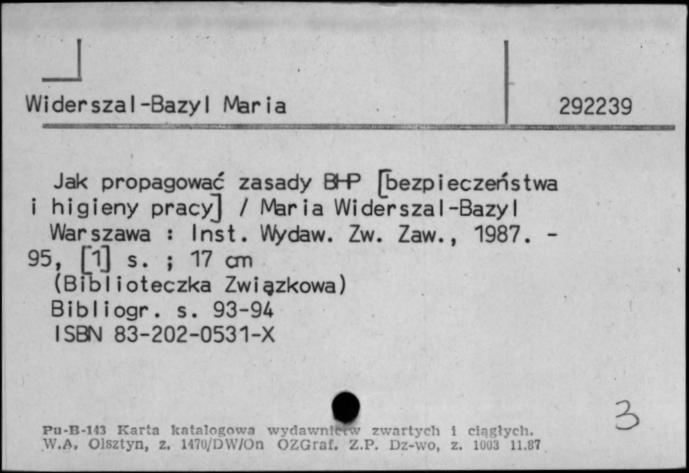 Widerszal-Bazyl Maria 292239
Jak propagować zasady BHP [bezpieczeństwa
i higieny pracy] / Maria Widerszal-Bazyl
Warszawa : Inst. Wydaw. Zw. Zaw., 1987. -
95, [1] s. ; 17 cm
(Biblioteczka Związkowa)
Bibliogr. s. 93-94
ISBN 83-202-0531-X
3
Pu-B-143 Karta katalogowa wydawnictw zwartych i ciągłych.
W.A. Olsztyn, z. 1470/DW/On OZGraf. Z.P. Dz-wo, z. 1003 11.87